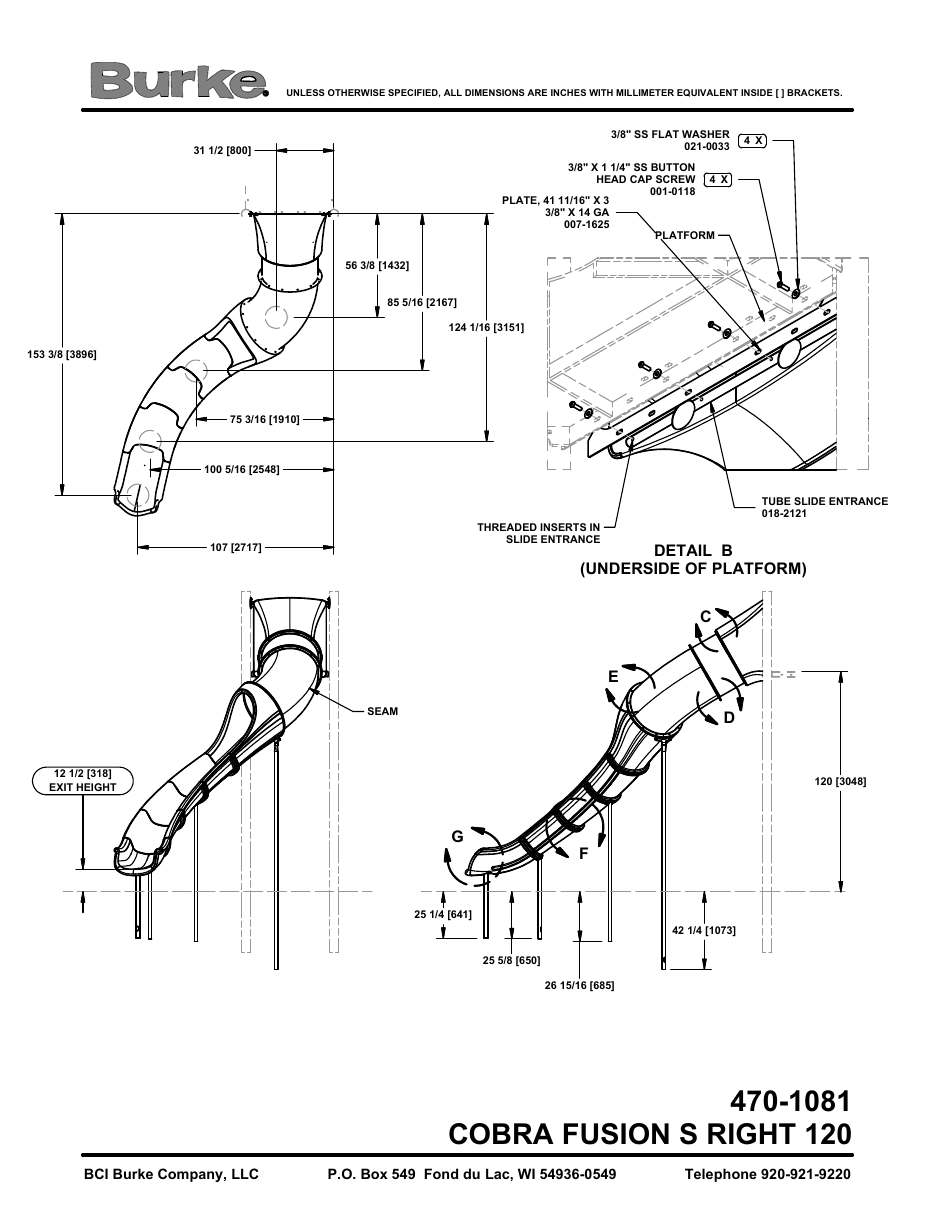 Burke
UNLESS OTHERWISE SPECIFIED, ALL DIMENSIONS ARE INCHES WITH MILLIMETER EQUIVALENT INSIDE [ ] BRACKETS.
31 1/2 [800]
56 3/8 [1432]
85 5/16 [2167]
124 1/16 [3151]
153 3/8 [3896]
75 3/16 [1910]
100 5/16 [2548]
107 [2717]
3/8" SS FLAT WASHER
021-0033
4 X
3/8" X 1 1/4" SS BUTTON
HEAD CAP SCREW
001-0118
4 X
PLATE, 41 11/16" X 3
3/8" X 14 GA
007-1625
PLATFORM
TUBE SLIDE ENTRANCE
018-2121
THREADED INSERTS IN
SLIDE ENTRANCE
DETAIL B
(UNDERSIDE OF PLATFORM)
SEAM
12 1/2 [318]
EXIT HEIGHT
C
E
D
120 [3048]
G
F
25 1/4 [641]
42 1/4 [1073]
25 5/8 [650]
26 15/16 [685]
470-1081
COBRA FUSION S RIGHT 120
BCI Burke Company, LLC
P.O. Box 549 Fond du Lac, WI 54936-0549
Telephone 920-921-9220